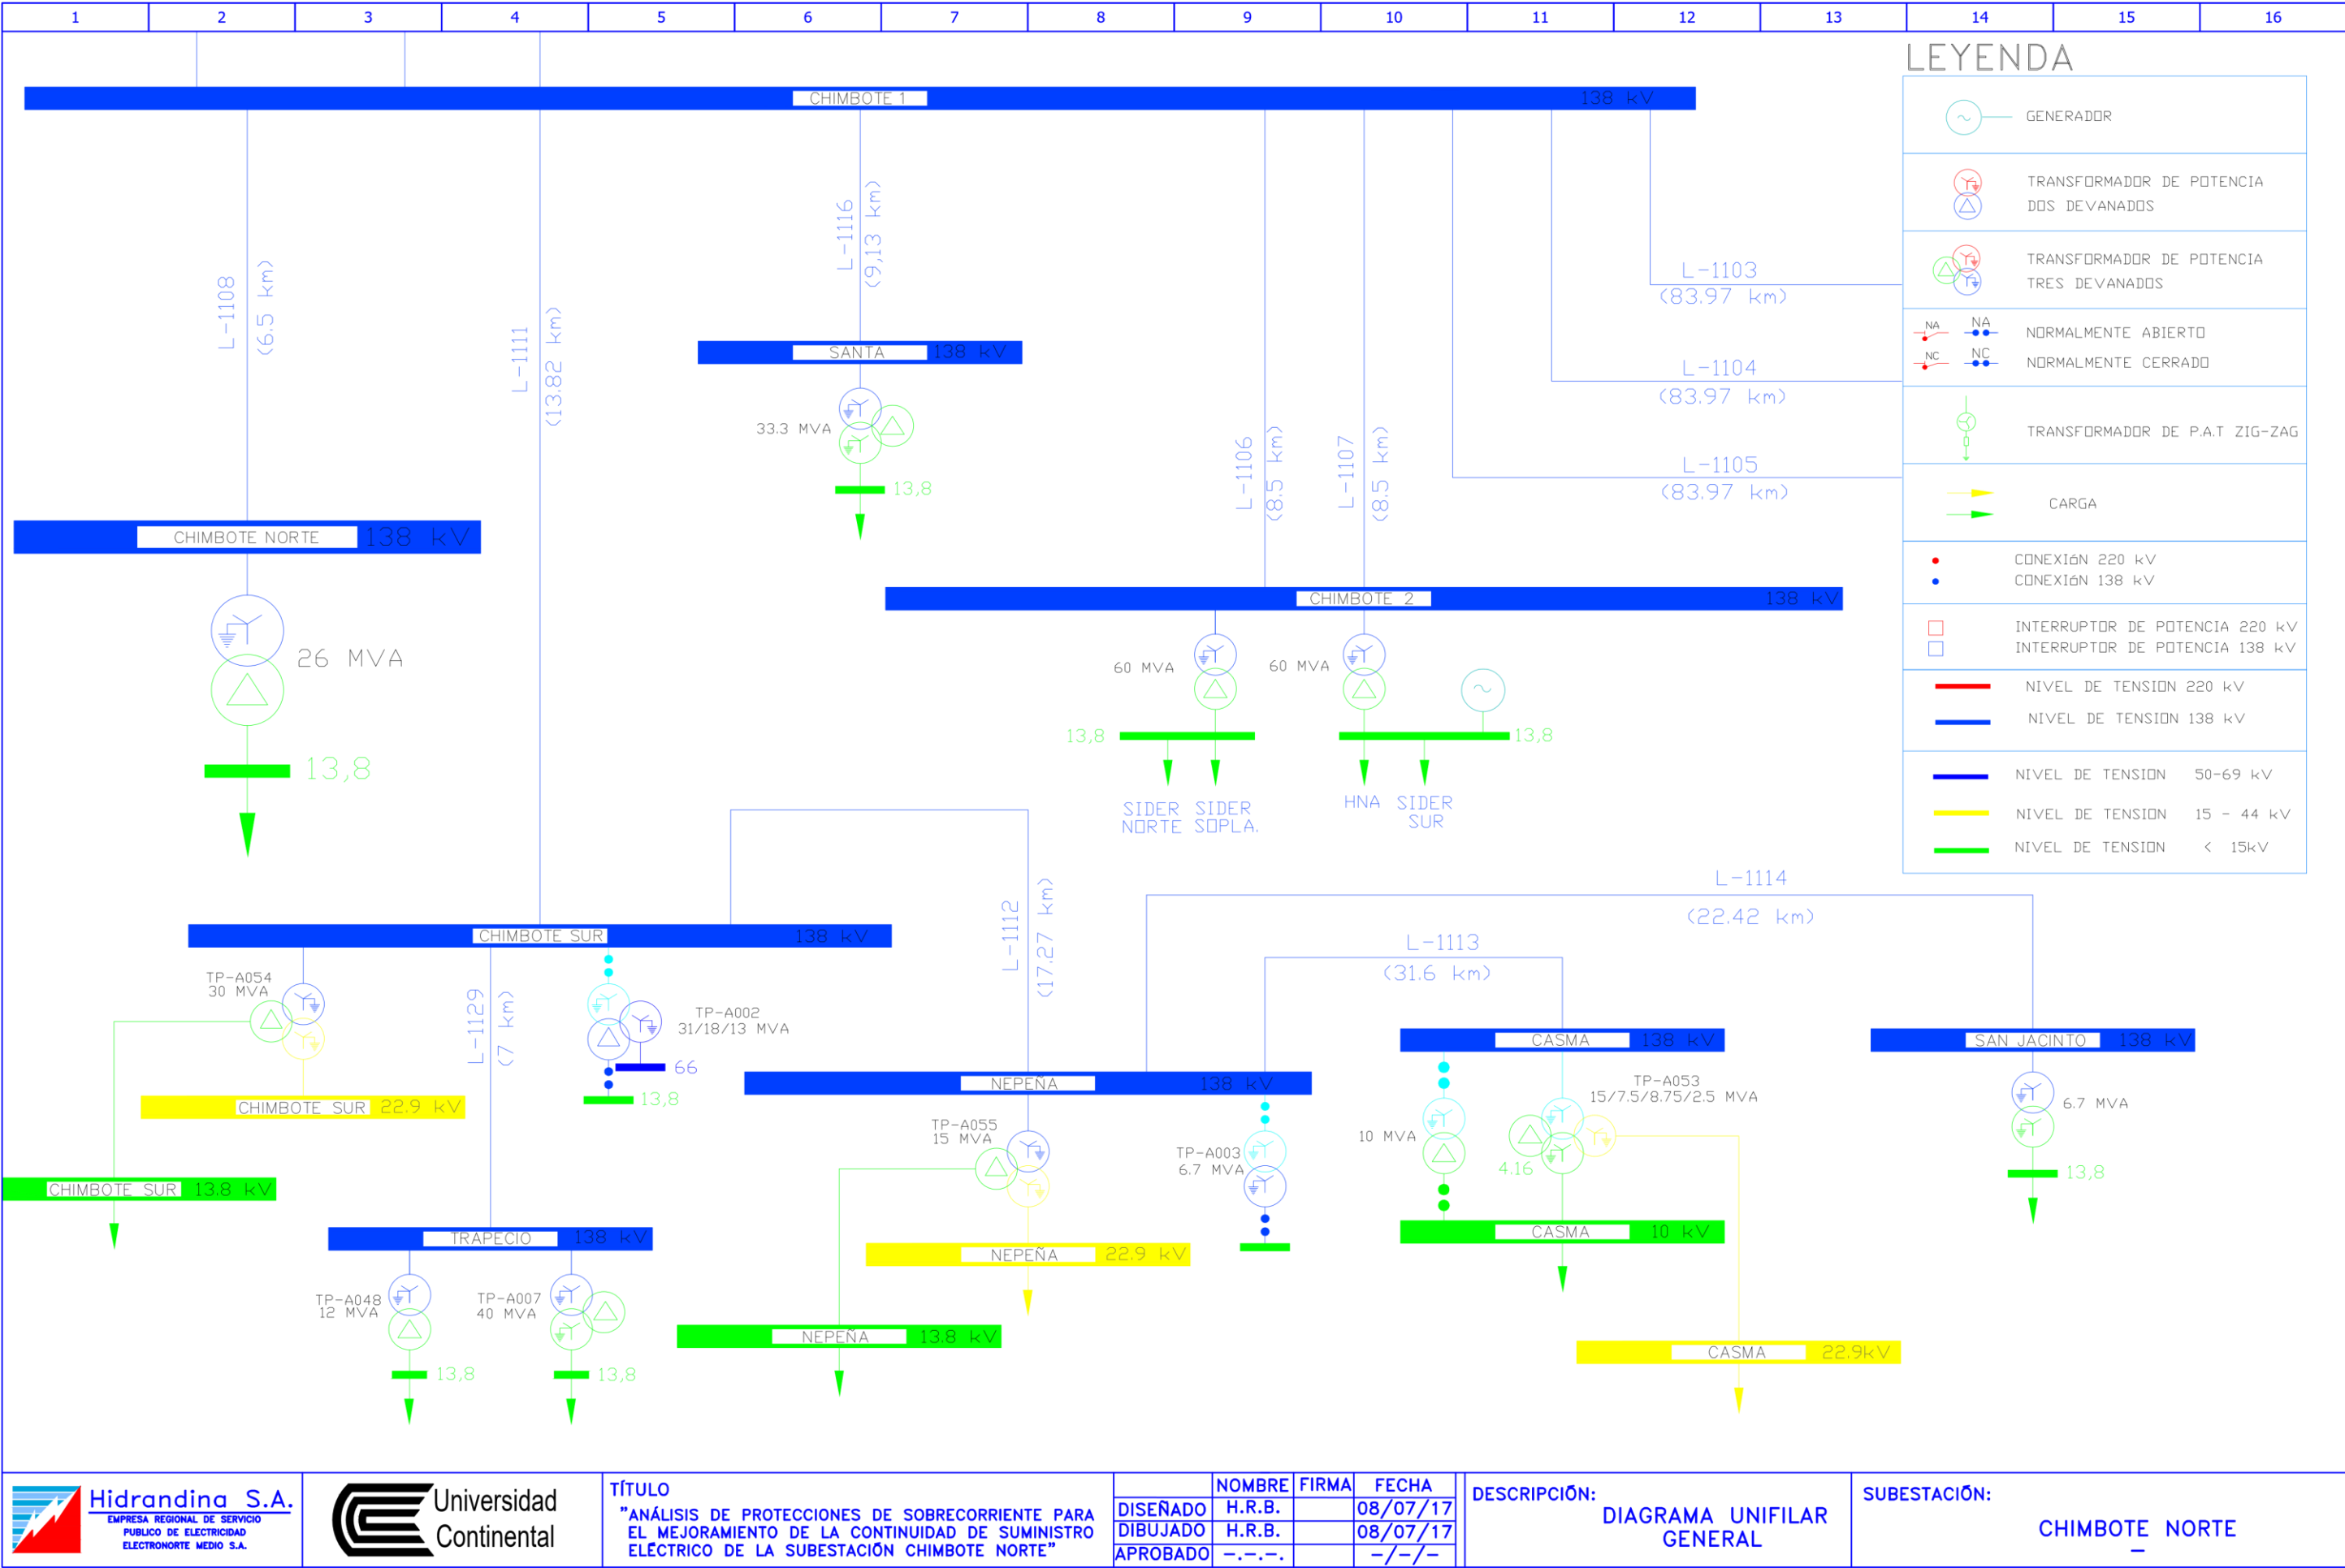 1 2 3 4 5 6 7 8 9 10 11 12 13 14 15 16
LEYENDA
GENERADOR
TRANSFORMADOR DE POTENCIA
DOS DEVANADOS
TRANSFORMADOR DE POTENCIA
TRES DEVANADOS
NA NA NORMALMENTE ABIERTO
NC NC NORMALMENTE CERRADO
TRANSFORMADOR DE P.A.T ZIG-ZAG
CARGA
CONEXIÓN 220 kV
CONEXIÓN 138 kV
INTERRUPTOR DE POTENCIA 220 kV
INTERRUPTOR DE POTENCIA 138 kV
NIVEL DE TENSION 220 kV
NIVEL DE TENSION 138 kV
NIVEL DE TENSION 50-69 kV
NIVEL DE TENSION 15 - 44 kV
NIVEL DE TENSION < 15kV
CHIMBOTE 1 138 kV
L-1108
(6.5 km)
L-1111
(13.82 km)
L-1116
(9,13 km)
L-1106
(8.5 km)
L-1107
(8.5 km)
L-1103
(83.97 km)
L-1104
(83.97 km)
L-1105
(83.97 km)
SANTA 138 kV
33.3 MVA
13,8
CHIMBOTE NORTE 138 kV
26 MVA
13,8
CHIMBOTE 2 138 kV
60 MVA
60 MVA
13,8
13,8
SIDER NORTE
SIDER SOPLA.
HNA
SIDER SUR
L-1112
(17.27 km)
L-1114
(22.42 km)
L-1113
(31.6 km)
CHIMBOTE SUR 138 kV
TP-A054
30 MVA
L-1129
(7 km)
TP-A002
31/18/13 MVA
66
13,8
CHIMBOTE SUR 22.9 kV
CHIMBOTE SUR 13.8 kV
TRAPECIO 138 kV
TP-A048
12 MVA
TP-A007
40 MVA
13,8
13,8
NEPEÑA 138 kV
TP-A055
15 MVA
TP-A003
6.7 MVA
NEPEÑA 22.9 kV
NEPEÑA 13.8 kV
CASMA 138 kV
10 MVA
TP-A053
15/7.5/8.75/2.5 MVA
4.16
CASMA 10 kV
CASMA 22.9kV
SAN JACINTO 138 kV
6.7 MVA
13,8
Hidrandina S.A.
EMPRESA REGIONAL DE SERVICIO
PUBLICO DE ELECTRICIDAD
ELECTRONORTE MEDIO S.A.
Universidad
Continental
TÍTULO
"ANÁLISIS DE PROTECCIONES DE SOBRECORRIENTE PARA
EL MEJORAMIENTO DE LA CONTINUIDAD DE SUMINISTRO
ELÉCTRICO DE LA SUBESTACIÓN CHIMBOTE NORTE"
NOMBRE FIRMA FECHA
DISEÑADO H.R.B. 08/07/17
DIBUJADO H.R.B. 08/07/17
APROBADO -.-.-. -/-/-
DESCRIPCIÓN:
DIAGRAMA UNIFILAR
GENERAL
SUBESTACIÓN:
CHIMBOTE NORTE
-